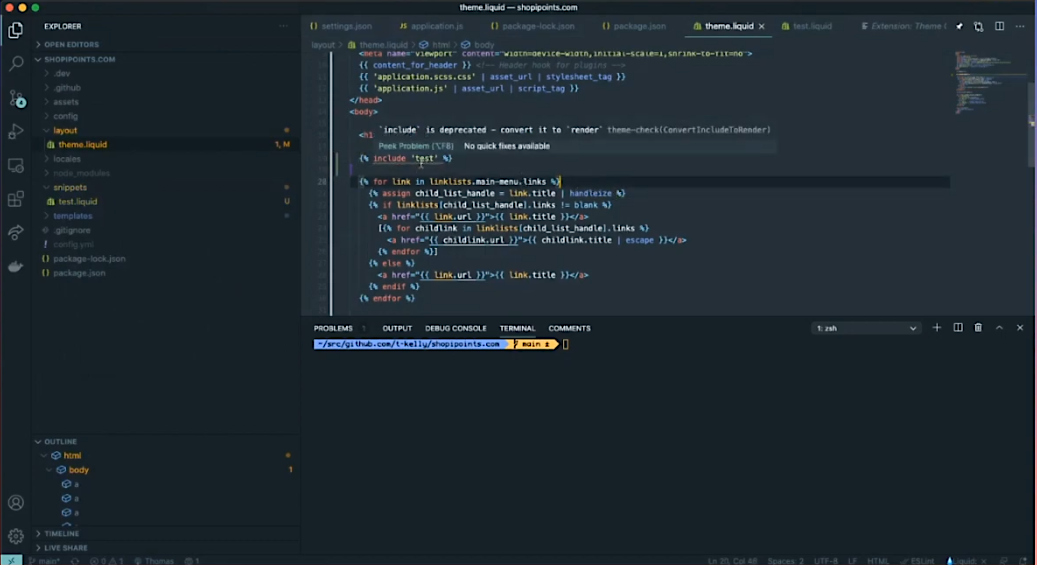 theme.liquid — shopipoints.com
EXPLORER
settings.json
application.js
package-lock.json
package.json
theme.liquid
test.liquid
Extension: Theme
OPEN EDITORS
SHOPIPOINTS.COM
.dev
.github
assets
config
layout
theme.liquid 1, M
locales
node_modules
snippets
test.liquid U
templates
.gitignore
config.yml
package-lock.json
package.json
layout > theme.liquid > html > body
<meta name="viewport" content="width=device-width,initial-scale=1,shrink-to-fit=no">
{{ content_for_header }} <!-- Header hook for plugins -->
{{ 'application.scss.css' | asset_url | stylesheet_tag }}
{{ 'application.js' | asset_url | script_tag }}
</head>
<body>
`include` is deprecated - convert it to `render` theme-check(ConvertIncludeToRender)
<h1
Peek Problem (⌥F8) No quick fixes available
{% include 'test' %}
20
{% for link in linklists.main-menu.links %}
{% assign child_list_handle = link.title | handleize %}
{% if linklists[child_list_handle].links != blank %}
<a href="{{ link.url }}">{{ link.title }}</a>
[{% for childlink in linklists[child_list_handle].links %}
<a href="{{ childlink.url }}">{{ childlink.title | escape }}</a>
{% endfor %}]
{% else %}
<a href="{{ link.url }}">{{ link.title }}</a>
{% endif %}
{% endfor %}
PROBLEMS 1 OUTPUT DEBUG CONSOLE TERMINAL COMMENTS
1: zsh
~/src/github.com/t-kelly/shopipoints.com main ±
OUTLINE
html
body 1
a
a
a
TIMELINE
LIVE SHARE
main* 0 1 Thomas 1
Ln 20, Col 46 Spaces: 2 UTF-8 LF HTML ESLint Liquid